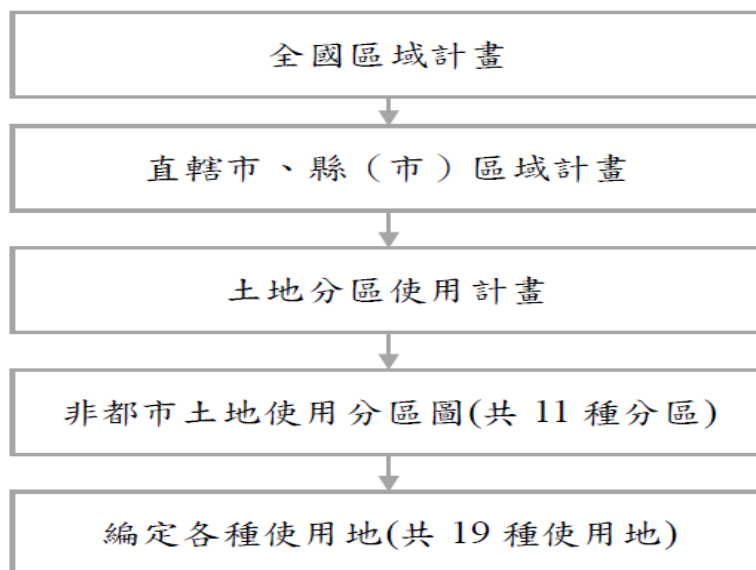 全國區域計畫
直轄市、縣（市）區域計畫
土地分區使用計畫
非都市土地使用分區圖(共 11 種分區)
編定各種使用地(共 19 種使用地)